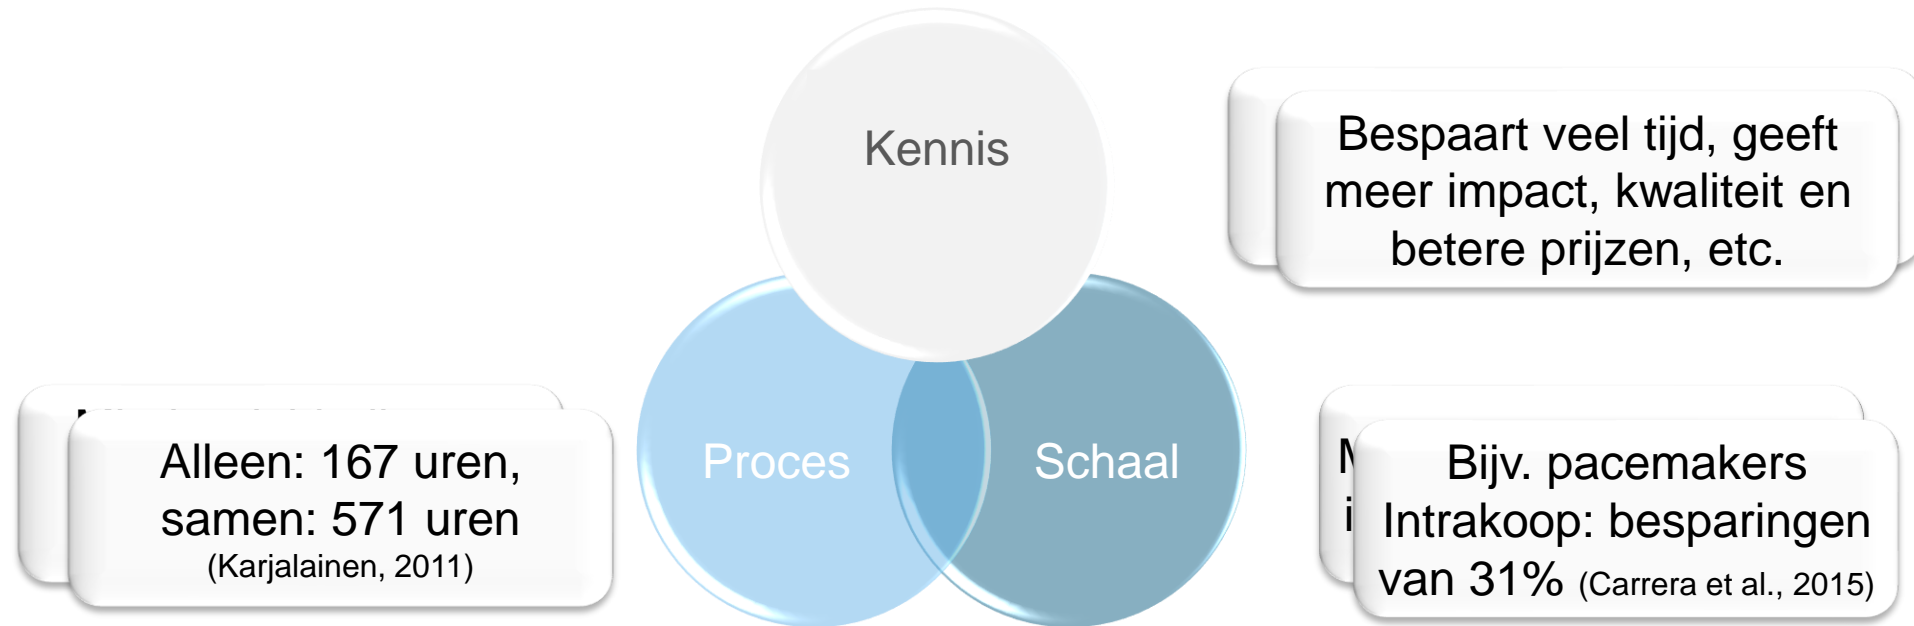 Kennis
Bespaart veel tijd, geeft
meer impact, kwaliteit en
betere prijzen, etc.
Proces
Schaal
Alleen: 167 uren,
samen: 571 uren
(Karjalainen, 2011)
Bijv. pacemakers
Intrakoop: besparingen
van 31% (Carrera et al., 2015)